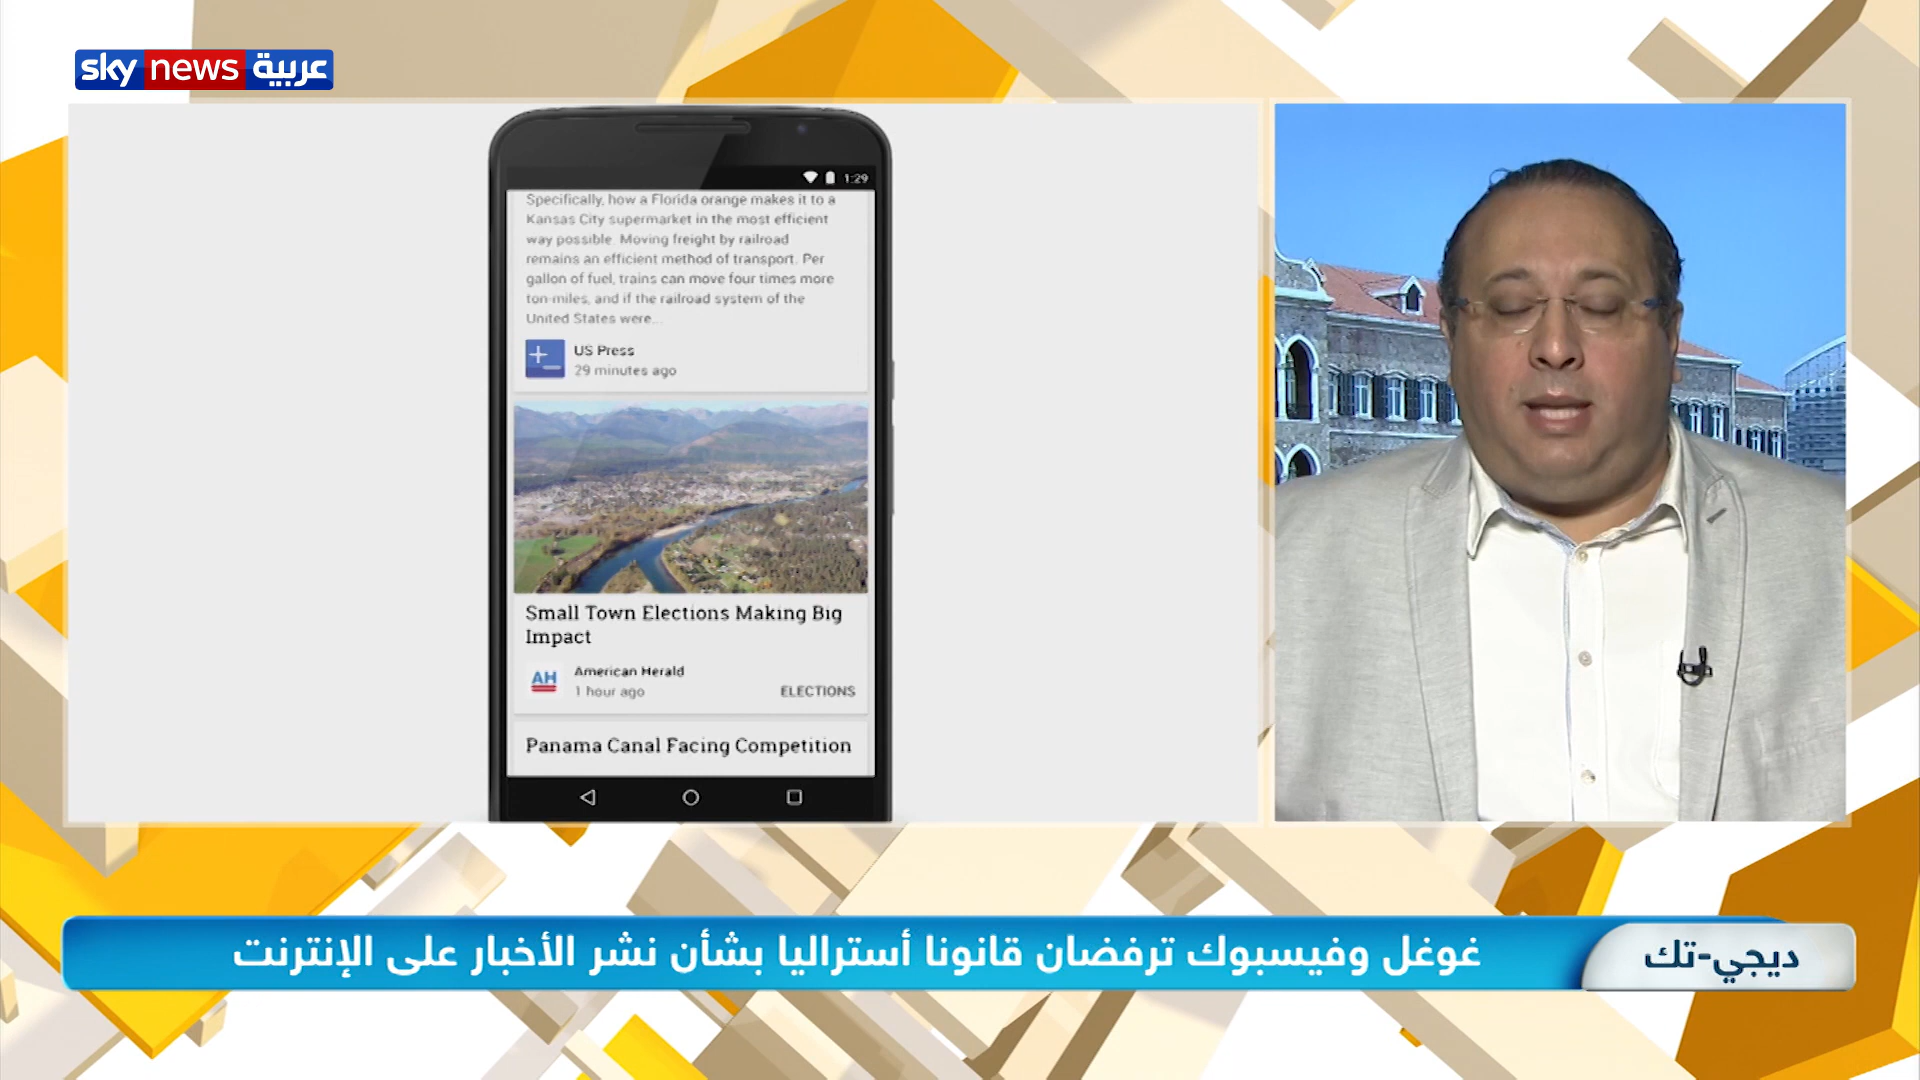 sky news عربية
1:29
Specifically, how a Florida orange makes it to a
Kansas City supermarket in the most efficient
way possible. Moving freight by railroad
remains an efficient method of transport. Per
gallon of fuel, trains can move four times more
ton-miles, and if the railroad system of the
United States were...
US Press
29 minutes ago
Small Town Elections Making Big
Impact
AH
American Herald
1 hour ago
ELECTIONS
Panama Canal Facing Competition
ديجي-تك
غوغل وفيسبوك ترفضان قانونا أستراليا بشأن نشر الأخبار على الإنترنت